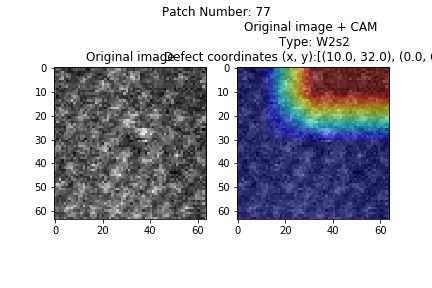 Patch Number: 77
Original image + CAM
Type: W2s2
Original image
Defect coordinates (x, y):[(10.0, 32.0), (0.0,
0
10
20
30
40
50
60
0 20 40 60
0
10
20
30
40
50
60
0 20 40 60